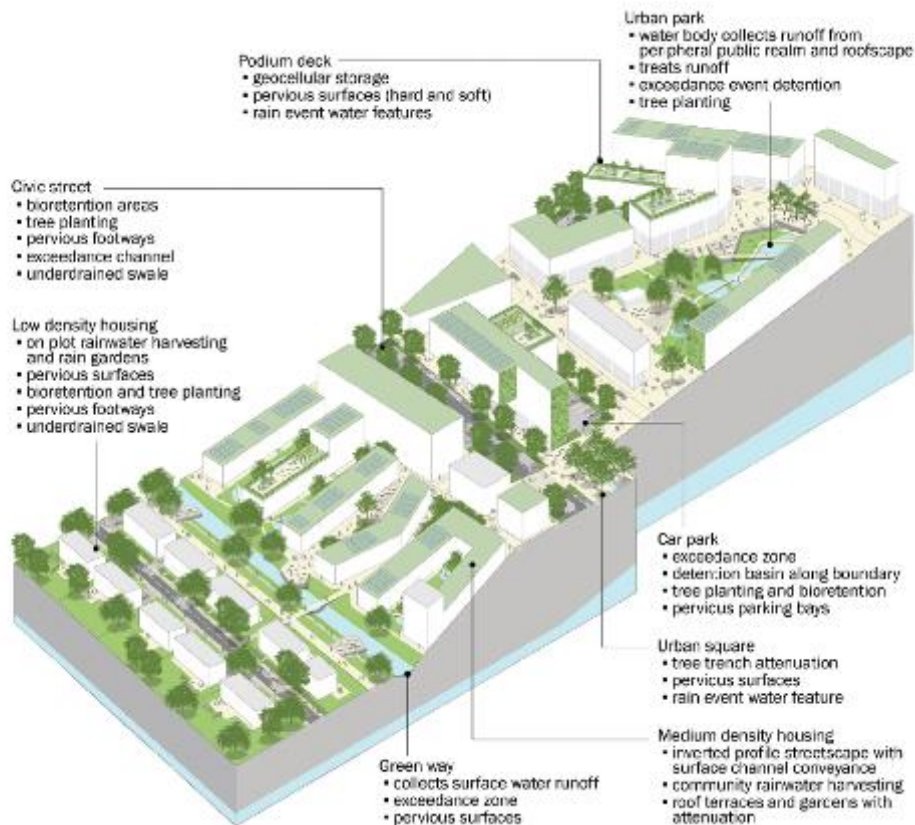 Urban park
• water body collects runoff from
peripheral public realm and roofscape
• treats runoff
• exceedance event detention
• tree planting
Podium deck
• geocellular storage
• pervious surfaces (hard and soft)
• rain event water features
Civic street
• bioretention areas
• tree planting
• pervious footways
• exceedance channel
• underdrained swale
Low density housing
• on plot rainwater harvesting
and rain gardens
• pervious surfaces
• bioretention and tree planting
• pervious footways
• underdrained swale
Car park
• exceedance zone
• detention basin along boundary
• tree planting and bioretention
• pervious parking bays
Urban square
• tree trench attenuation
• pervious surfaces
• rain event water feature
Medium density housing
• inverted profile streetscape with
surface channel conveyance
• community rainwater harvesting
• roof terraces and gardens with
attenuation
Green way
• collects surface water runoff
• exceedance zone
• pervious surfaces